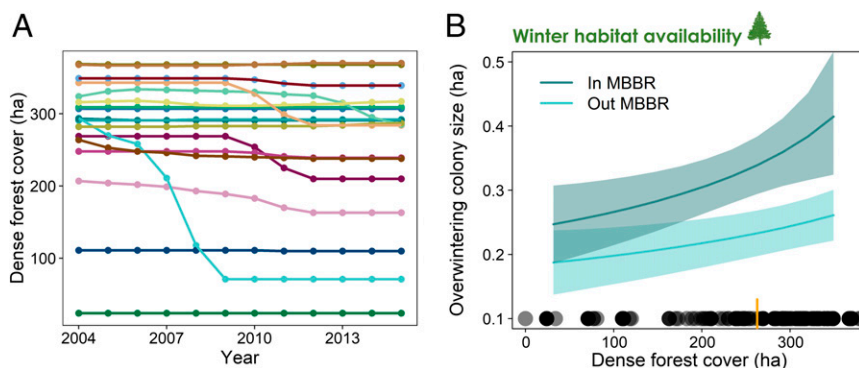 A
Dense forest cover (ha)
300
200
100
2004
2007
2010
2013
Year
B
Winter habitat availability
Overwintering colony size (ha)
0.5
0.4
0.3
0.2
0.1
In MBBR
Out MBBR
0
100
200
300
Dense forest cover (ha)